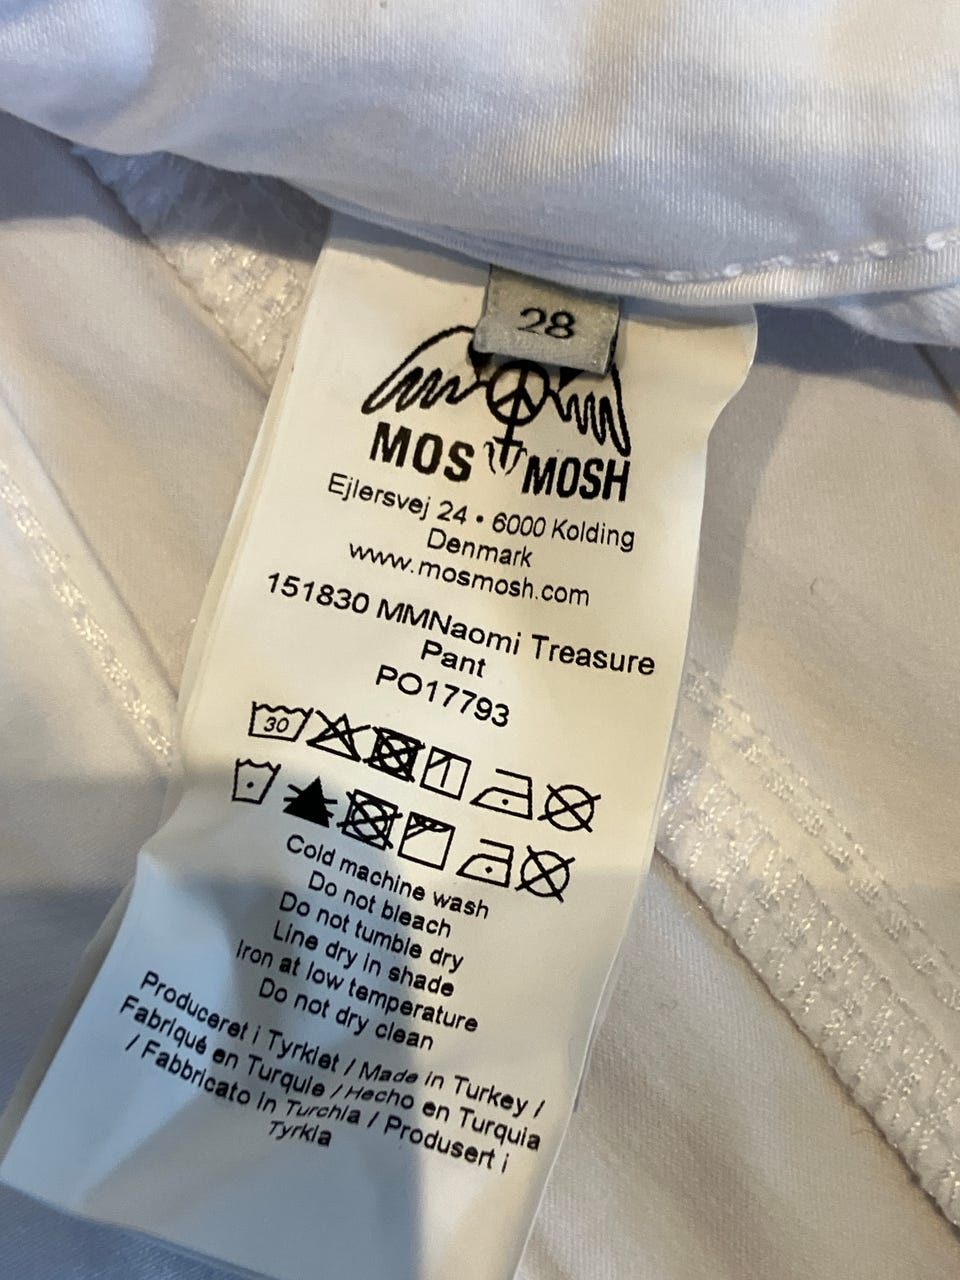 28
MOS MOSH
Ejlersvej 24 • 6000 Kolding
Denmark
www.mosmosh.com
151830 MMNaomi Treasure
Pant
PO17793
30
Cold machine wash
Do not bleach
Do not tumble dry
Line dry in shade
Iron at low temperature
Do not dry clean
Produceret i Tyrkiet / Made in Turkey /
Fabriqué en Turquie / Hecho en Turquia
/ Fabbricato in Turchia / Produsert i
Tyrkia